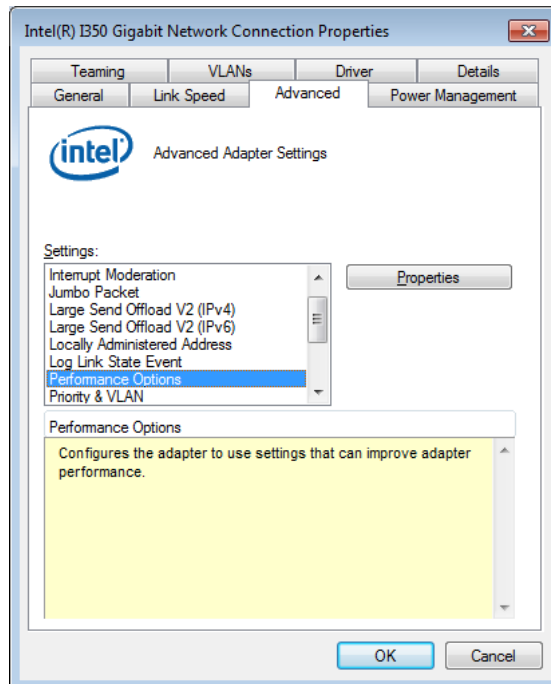 Intel(R) I350 Gigabit Network Connection Properties
Teaming VLANs Driver Details
General Link Speed Advanced Power Management
intel Advanced Adapter Settings
Settings:
Interrupt Moderation
Properties
Jumbo Packet
Large Send Offload V2 (IPv4)
Large Send Offload V2 (IPv6)
Locally Administered Address
Log Link State Event
Performance Options
Priority & VLAN
Performance Options
Configures the adapter to use settings that can improve adapter
performance.
OK Cancel